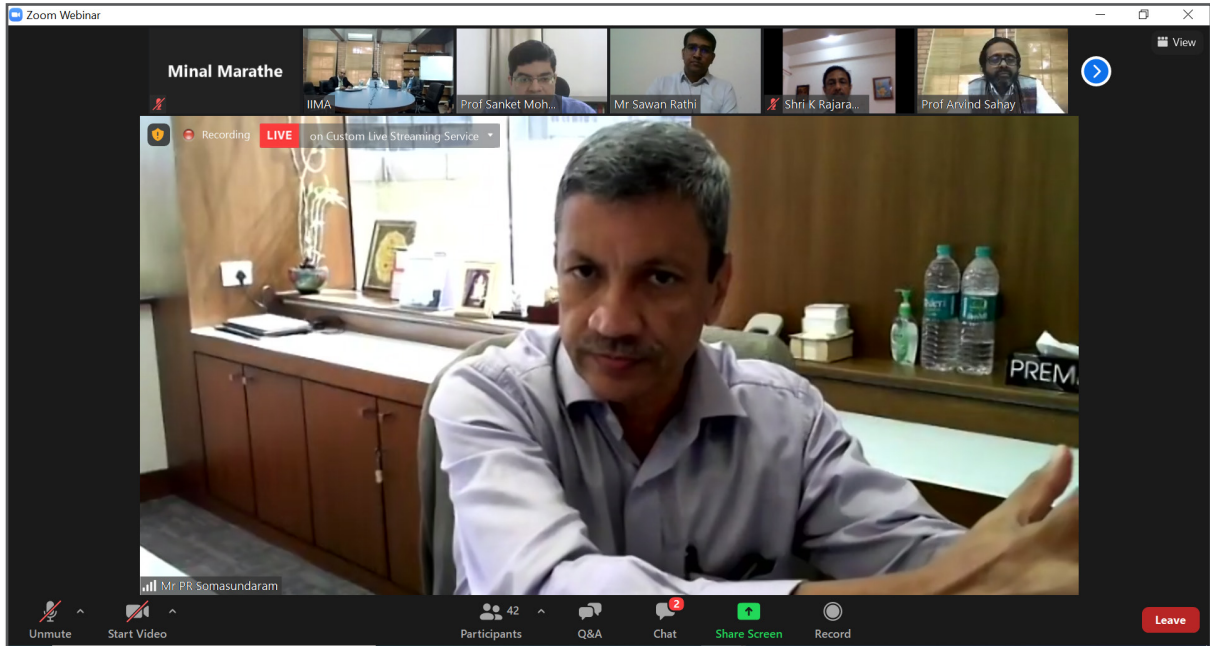 Zoom Webinar
View
Minal Marathe
IIMA
Prof Sanket Moh...
Mr Sawan Rathi
Shri K Rajara...
Prof Arvind Sahay
Recording
LIVE
on Custom Live Streaming Service
PREM
Mr PR Somasundaram
Unmute
Start Video
42
Participants
Q&A
2
Chat
Share Screen
Record
Leave